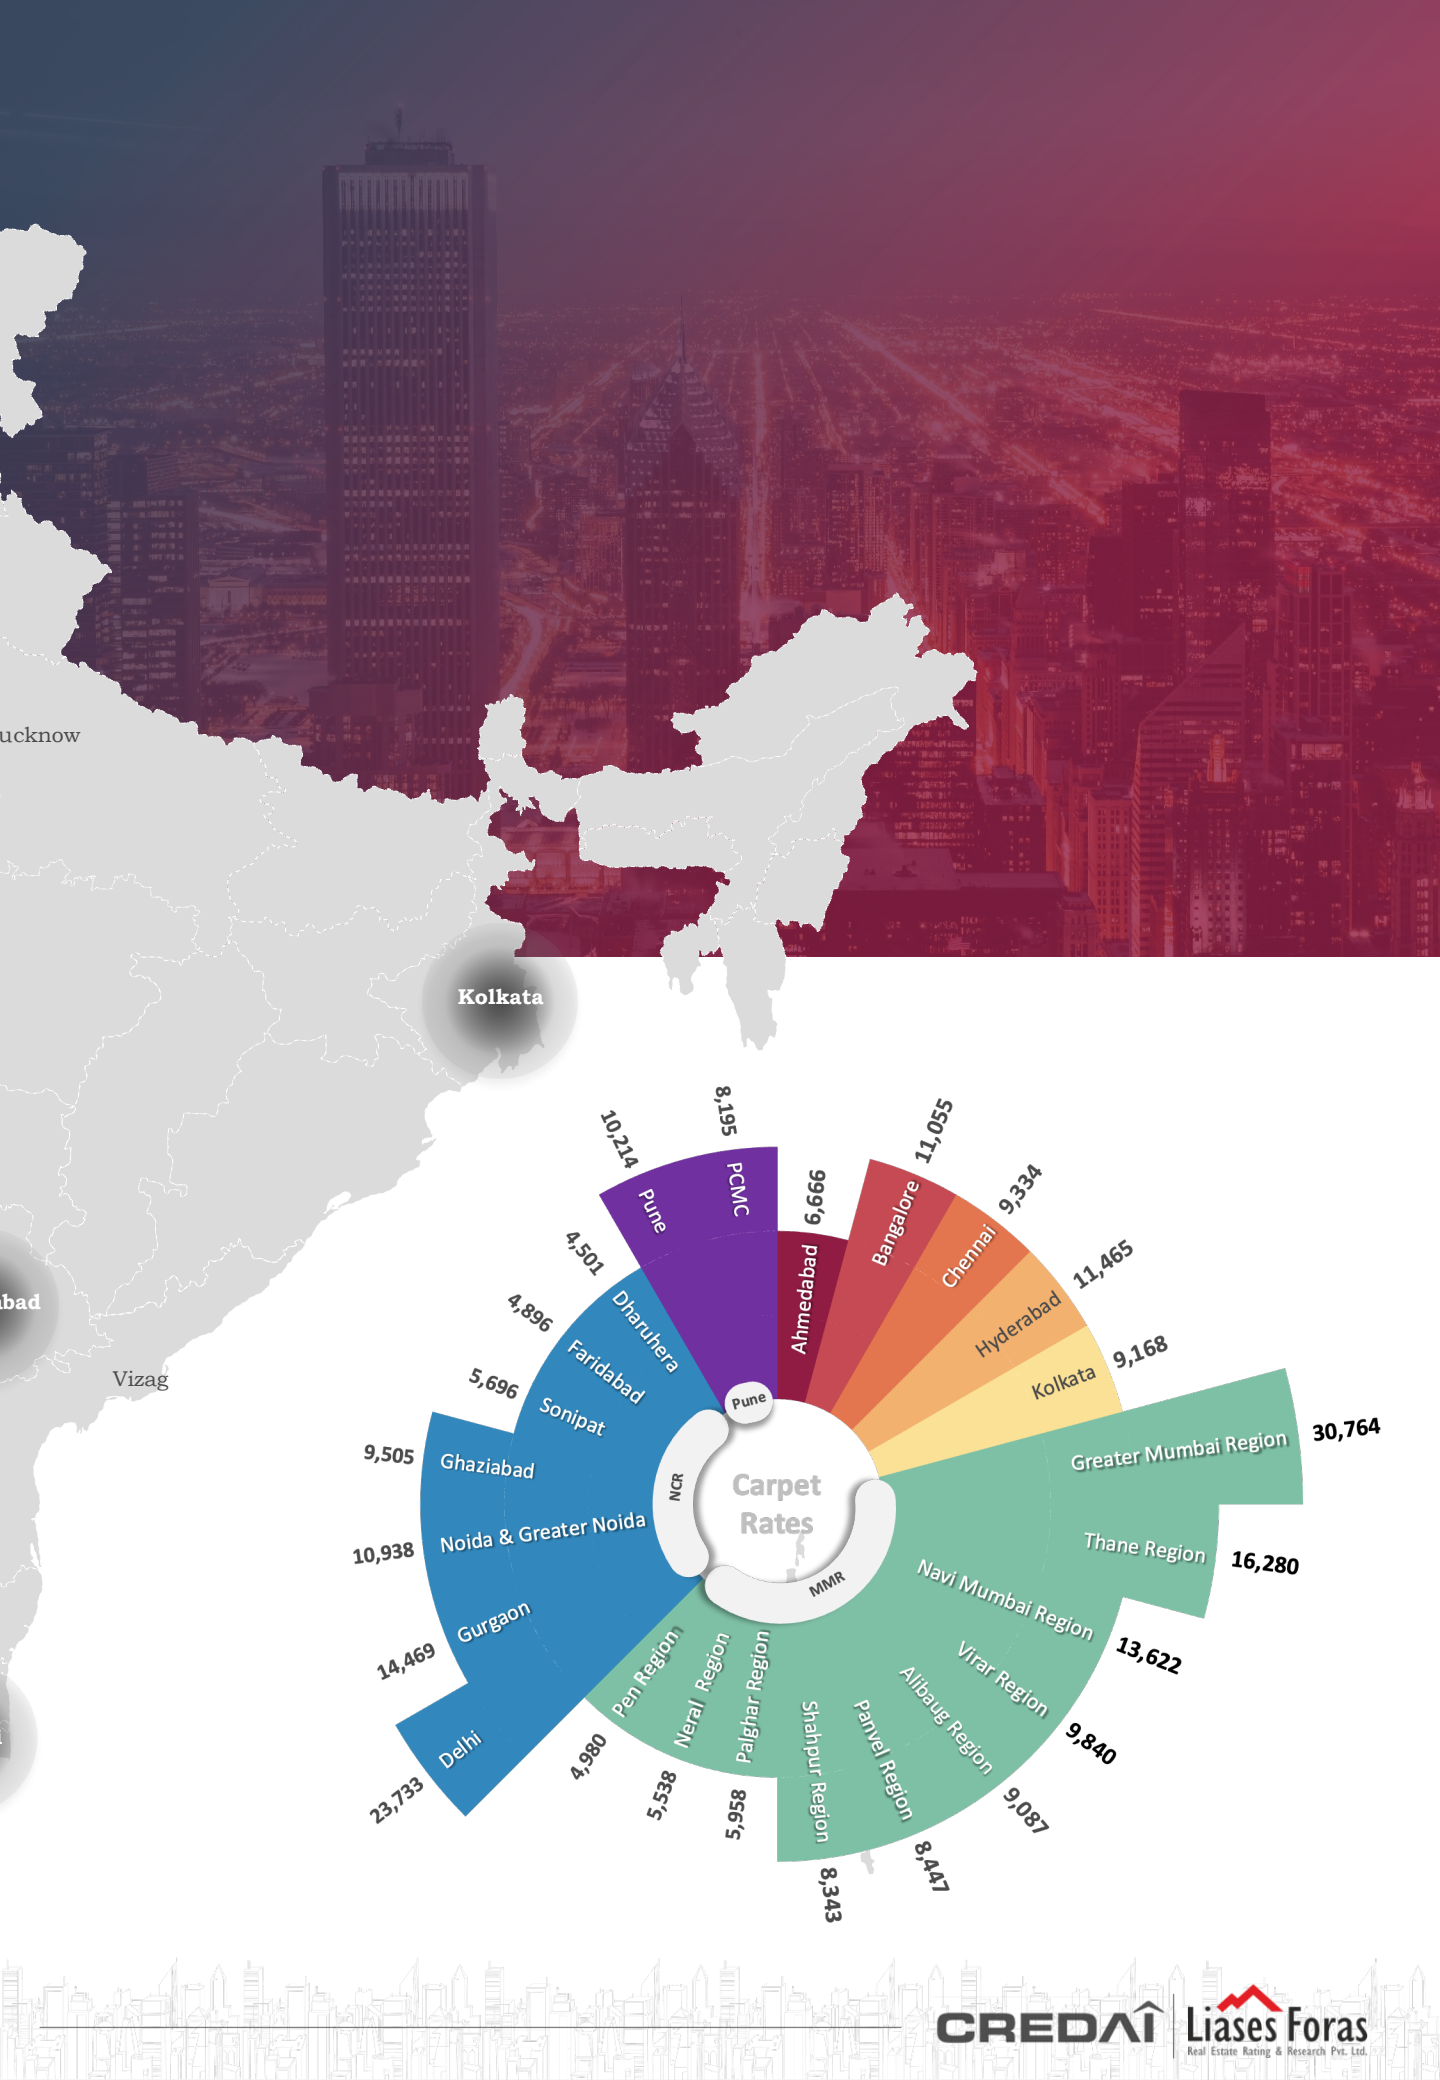 ucknow
Kolkata
bad
Vizag
8,195
10,214
11,055
6,666
9,334
PCMC
Pune
Bangalore
Chennai
Ahmedabad
11,465
Hyderabad
9,168
Kolkata
4,501
4,896
5,696
9,505
10,938
14,469
23,733
Dharuhera
Faridabad
Sonipat
Ghaziabad
Noida & Greater Noida
Gurgaon
Delhi
Pune
NCR
MMR
Carpet
Rates
Greater Mumbai Region
30,764
Thane Region
16,280
Navi Mumbai Region
13,622
Virar Region
9,840
Alibaug Region
9,087
Panvel Region
8,447
Shahpur Region
8,343
Palghar Region
5,958
Neral Region
5,538
Pen Region
4,980
CREDAI
Liases Foras
Real Estate Rating & Research Pvt. Ltd.